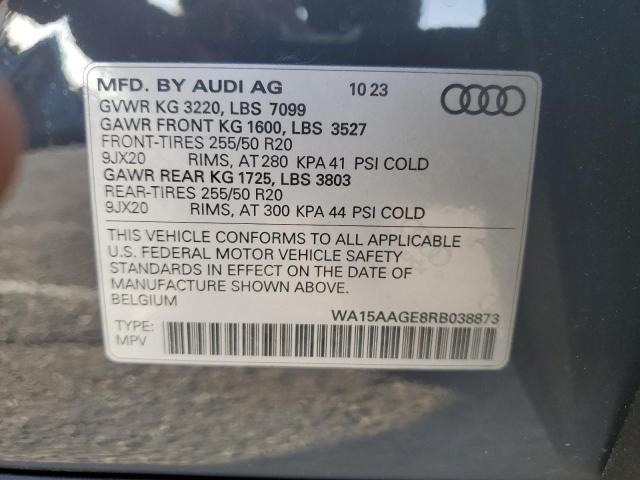 MFD. BY AUDI AG 10 23
GVWR KG 3220, LBS 7099
GAWR FRONT KG 1600, LBS 3527
FRONT-TIRES 255/50 R20
9JX20 RIMS, AT 280 KPA 41 PSI COLD
GAWR REAR KG 1725, LBS 3803
REAR-TIRES 255/50 R20
9JX20 RIMS, AT 300 KPA 44 PSI COLD
THIS VEHICLE CONFORMS TO ALL APPLICABLE
U.S. FEDERAL MOTOR VEHICLE SAFETY
STANDARDS IN EFFECT ON THE DATE OF
MANUFACTURE SHOWN ABOVE.
BELGIUM
WA15AAGE8RB038873
TYPE:
MPV